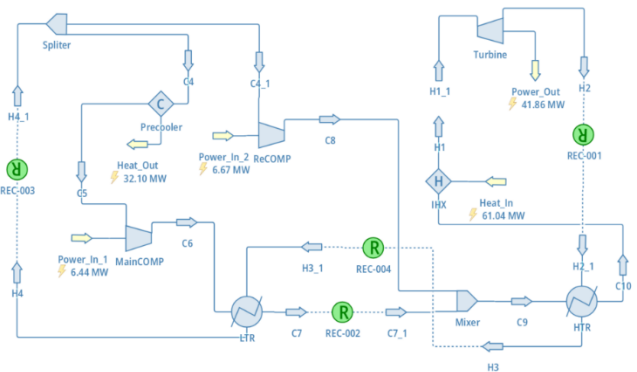 Spliter
Turbine
C4
C4_1
H1_1
Power_Out
41.86 MW
H2
H4_1
C
Precooler
C8
Power_In_2
6.67 MW
ReCOMP
H1
R
REC-001
R
REC-003
Heat_Out
32.10 MW
C5
H
IHX
Heat_In
61.04 MW
Power_In_1
6.44 MW
MainCOMP
C6
H3_1
R
REC-004
H2_1
C10
H4
LTR
C7
R
REC-002
C7_1
Mixer
C9
HTR
H3